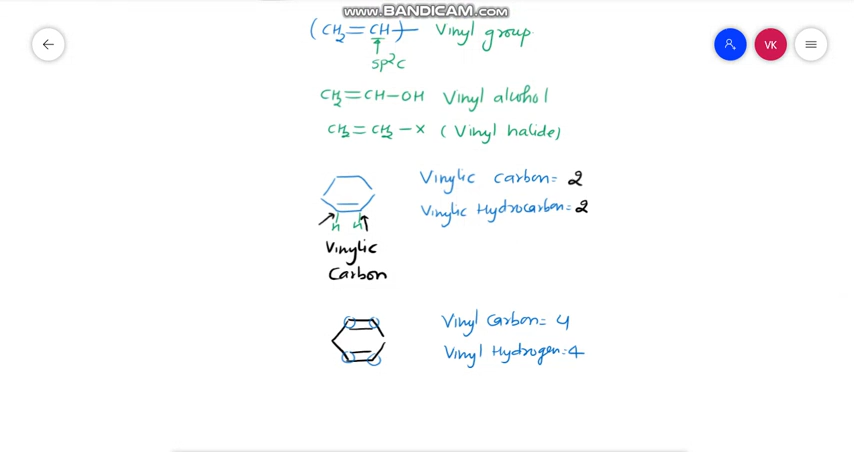 WWW.BANDICAM.COM
(CH2=CH)— Vinyl group.
sp²C
VK
CH2=CH-OH Vinyl alcohol
CH2=CH2-X (Vinyl halide)
Vinylic carbon= 2
Vinylic Hydrocarbon= 2
H H
Vinylic
Carbon
Vinyl Carbon= 4
Vinyl Hydrogen=4